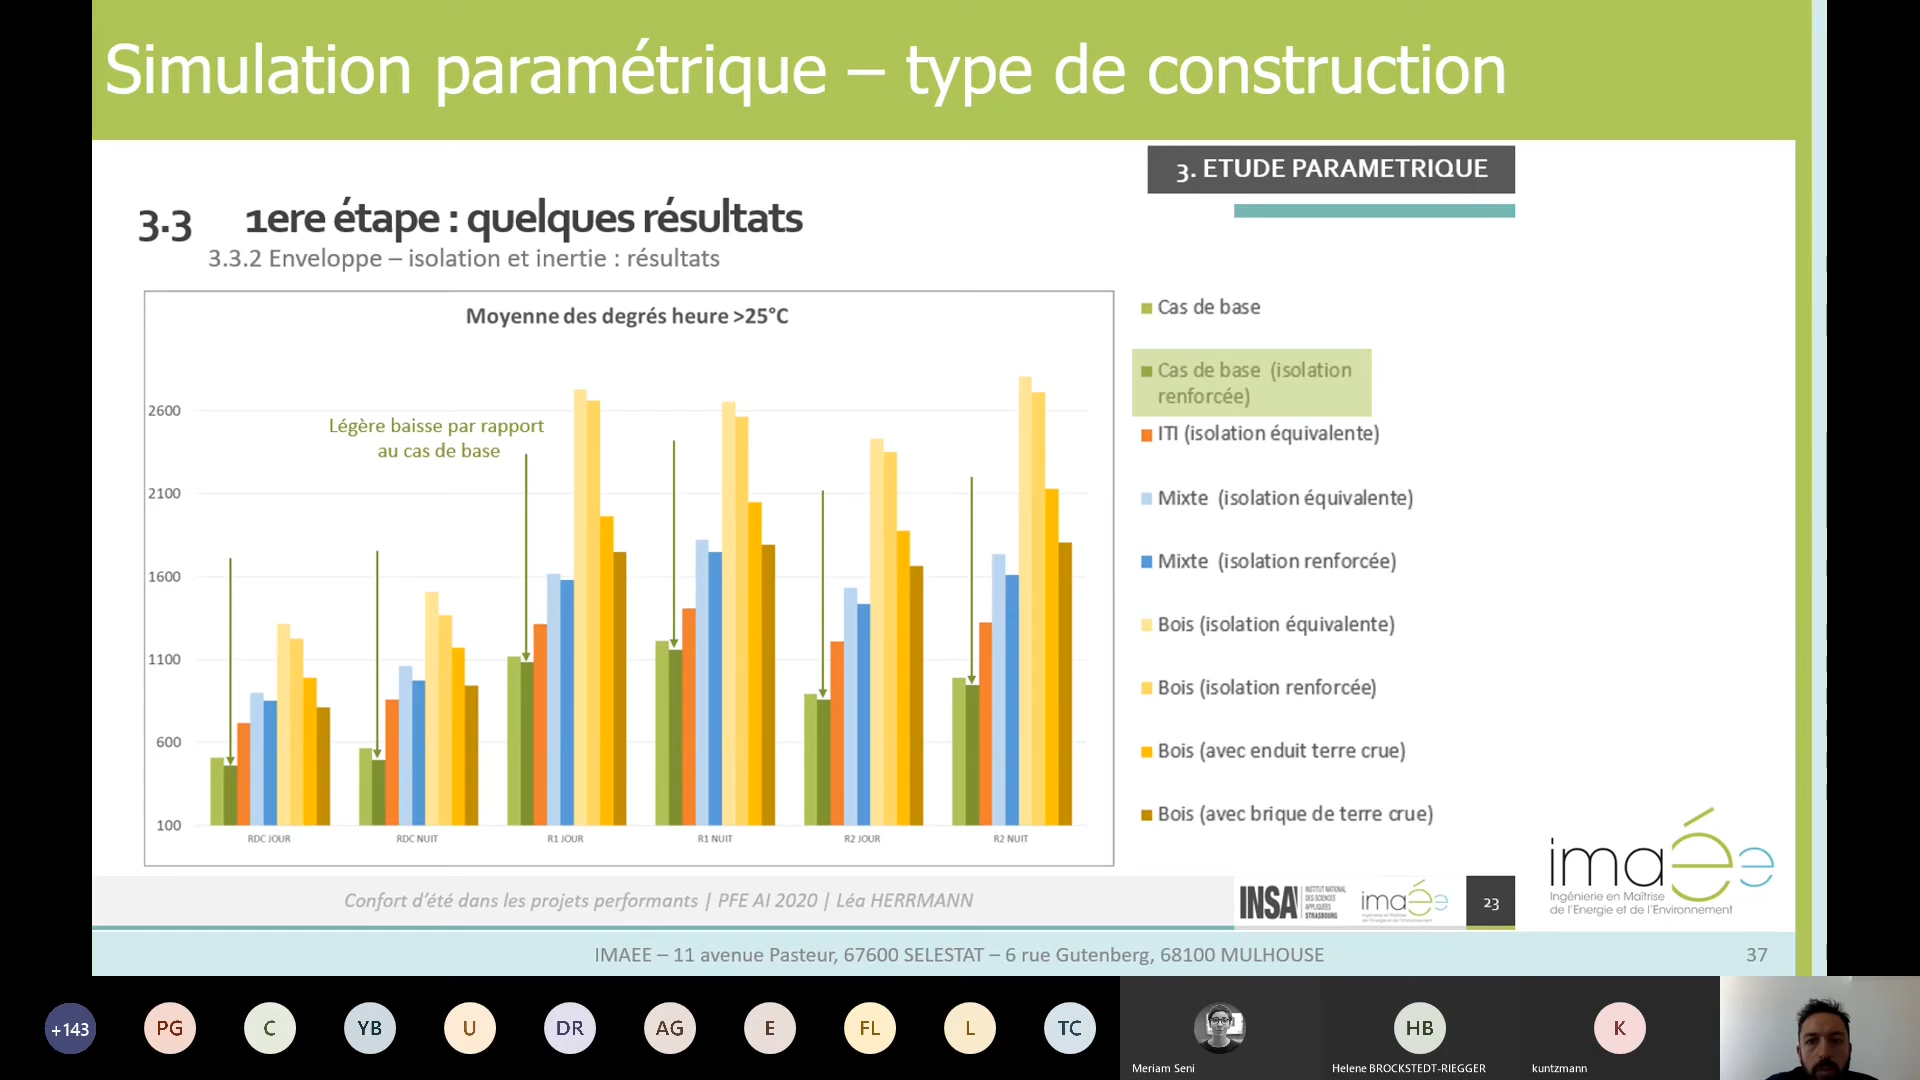 Simulation paramétrique – type de construction
3. ETUDE PARAMETRIQUE
3.3 1ere étape : quelques résultats
3.3.2 Enveloppe – isolation et inertie : résultats
Moyenne des degrés heure >25°C
Légère baisse par rapport
au cas de base
2600
2100
1600
1100
600
100
RDC JOUR
RDC NUIT
R1 JOUR
R1 NUIT
R2 JOUR
R2 NUIT
Cas de base
Cas de base (isolation
renforcée)
ITI (isolation équivalente)
Mixte (isolation équivalente)
Mixte (isolation renforcée)
Bois (isolation équivalente)
Bois (isolation renforcée)
Bois (avec enduit terre crue)
Bois (avec brique de terre crue)
imaÉe
Ingénierie en Maîtrise
de l'Energie et de l'Environnement
Confort d'été dans les projets performants | PFE AI 2020 | Léa HERRMANN
INSA
INSTITUT NATIONAL
DES SCIENCES
APPLIQUÉES
STRASBOURG
imaÉe
23
IMAEE – 11 avenue Pasteur, 67600 SELESTAT – 6 rue Gutenberg, 68100 MULHOUSE
37
+143
PG
C
YB
U
DR
AG
E
FL
L
TC
HB
K
Meriam Seni
Helene BROCKSTEDT-RIEGGER
kuntzmann